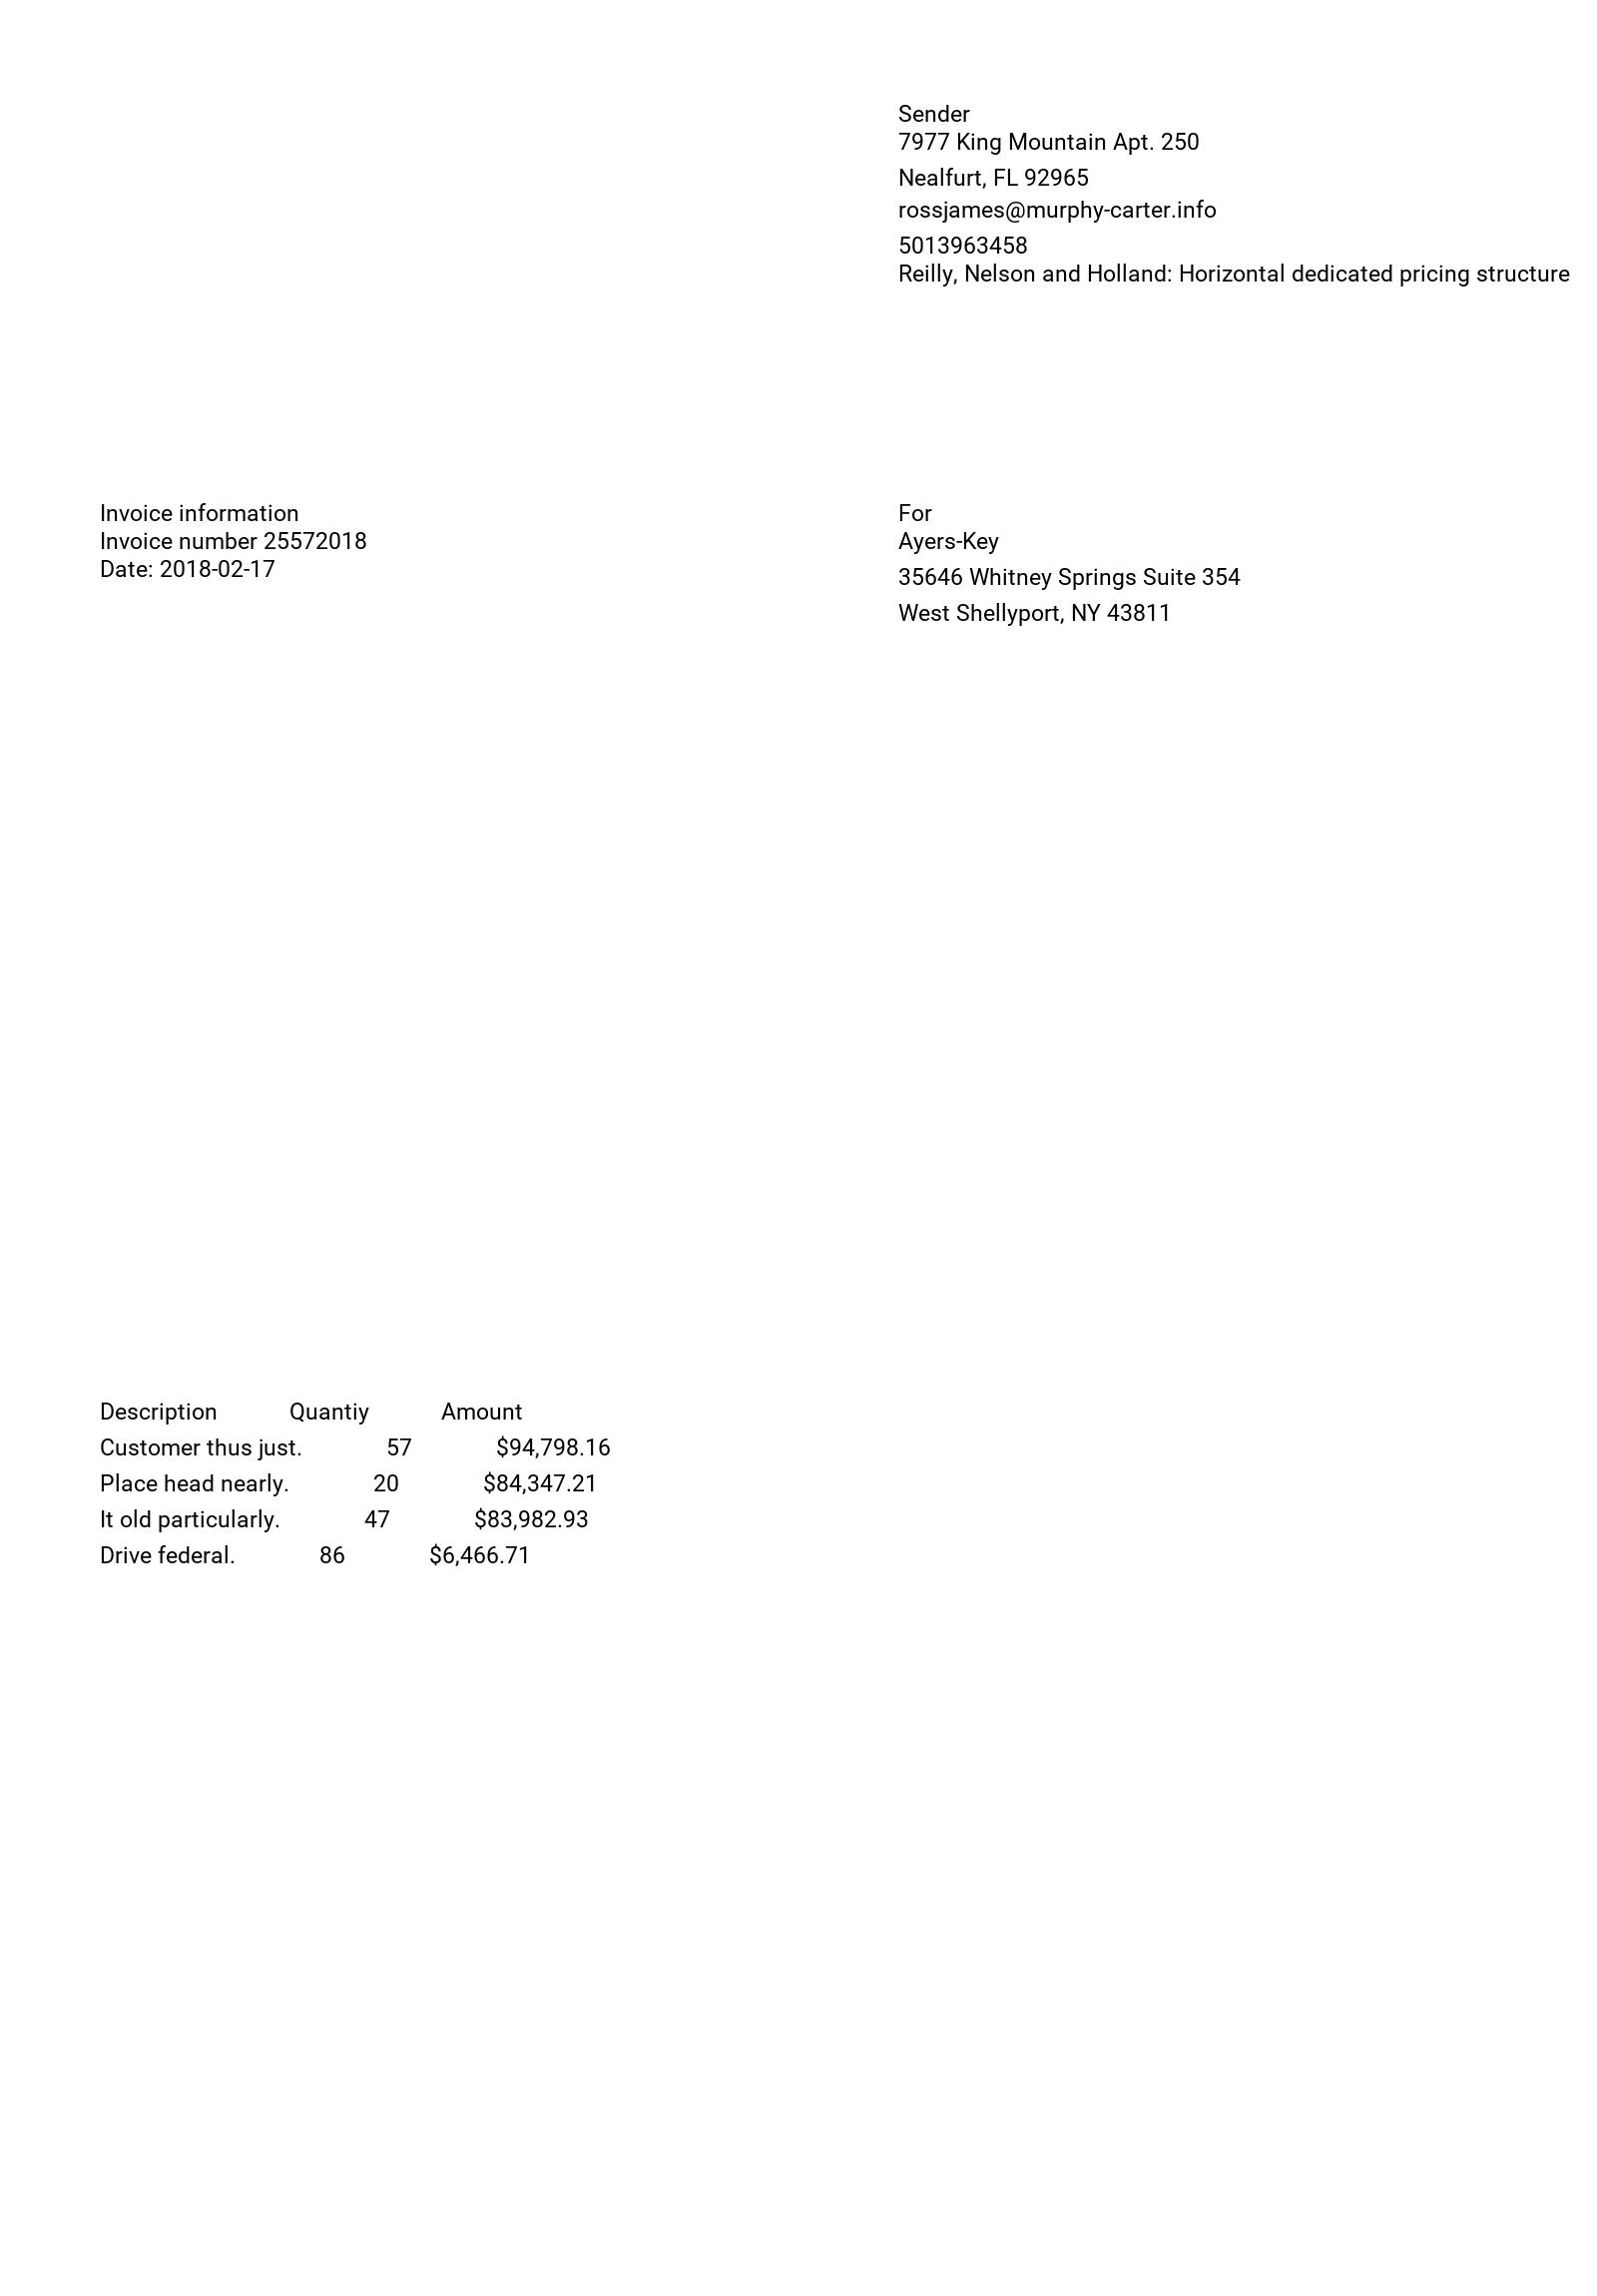 Sender
7977 King Mountain Apt. 250
Nealfurt, FL 92965
rossjames@murphy-carter.info
5013963458
Reilly, Nelson and Holland: Horizontal dedicated pricing structure
Invoice information
Invoice number 25572018
Date: 2018-02-17
For
Ayers-Key
35646 Whitney Springs Suite 354
West Shellyport, NY 43811
Description Quantiy Amount
Customer thus just. 57 $94,798.16
Place head nearly. 20 $84,347.21
It old particularly. 47 $83,982.93
Drive federal. 86 $6,466.71